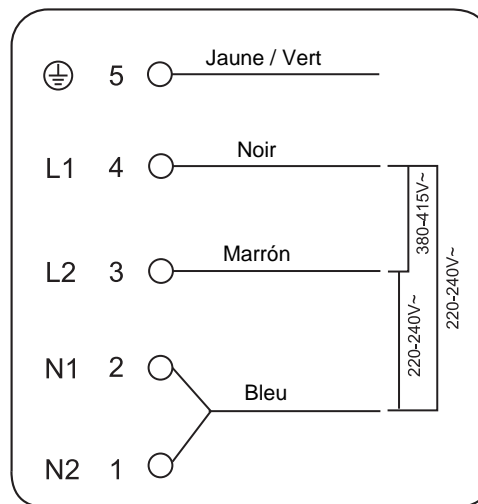 5 Jaune / Vert
L1 4 Noir
L2 3 Marrón
N1 2
Bleu
N2 1
380-415V~
220-240V~
220-240V~